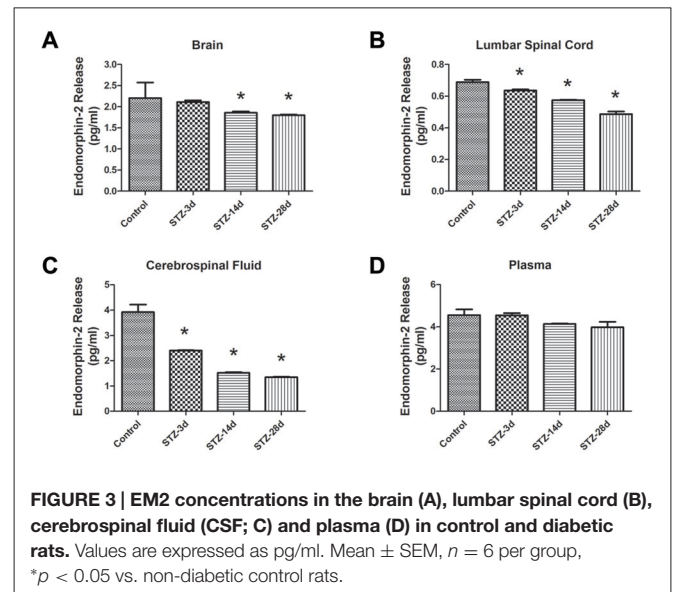 A
Brain
Endomorphin-2 Release
(pg/ml)
3.0
2.5
2.0
1.5
1.0
0.5
0.0
* *
Control
STZ-3d
STZ-14d
STZ-28d
B
Lumbar Spinal Cord
Endomorphin-2 Release
(pg/ml)
0.8
0.6
0.4
0.2
0.0
* * *
Control
STZ-3d
STZ-14d
STZ-28d
C
Cerebrospinal Fluid
Endomorphin-2 Release
(pg/ml)
5
4
3
2
1
0
* * *
Control
STZ-3d
STZ-14d
STZ-28d
D
Plasma
Endomorphin-2 Release
(pg/ml)
6
4
2
0
Control
STZ-3d
STZ-14d
STZ-28d
FIGURE 3 | EM2 concentrations in the brain (A), lumbar spinal cord (B),
cerebrospinal fluid (CSF; C) and plasma (D) in control and diabetic
rats. Values are expressed as pg/ml. Mean ± SEM, n = 6 per group,
*p < 0.05 vs. non-diabetic control rats.